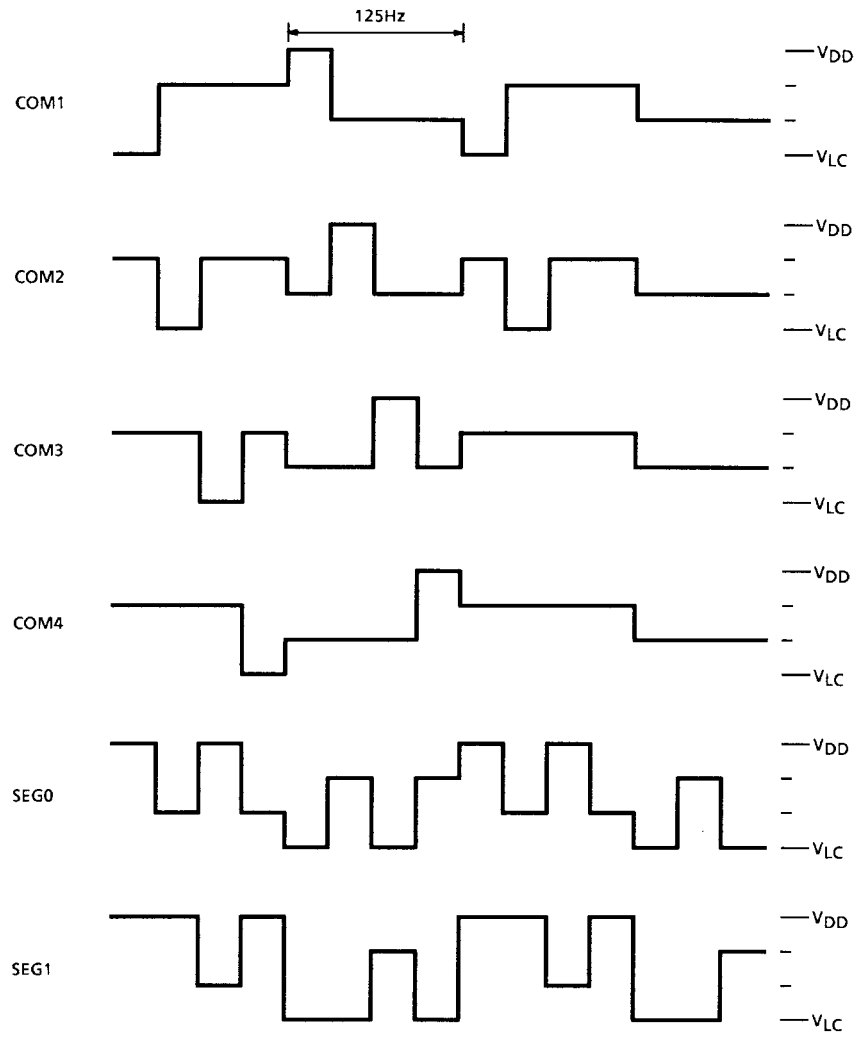 125Hz
COM1
VDD
VLC
COM2
VDD
VLC
COM3
VDD
VLC
COM4
VDD
VLC
SEG0
VDD
VLC
SEG1
VDD
VLC